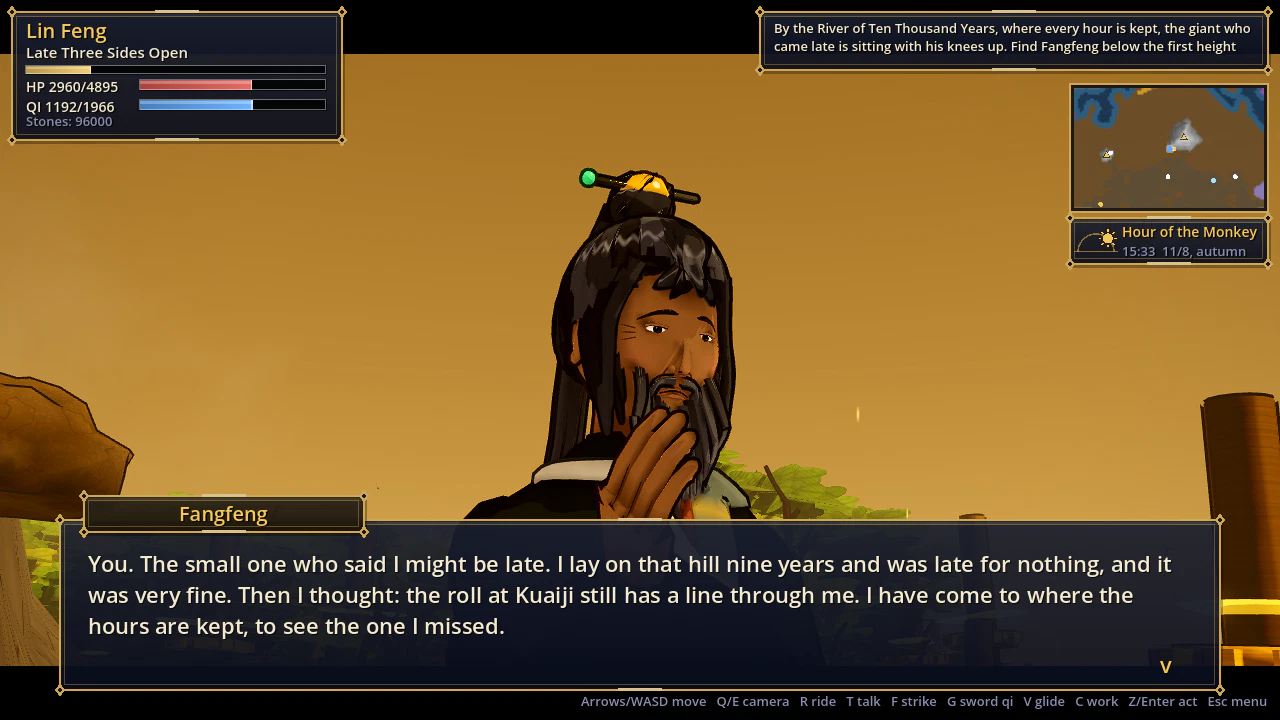 Lin Feng
Late Three Sides Open
HP 2960/4895
QI 1192/1966
Stones: 96000
By the River of Ten Thousand Years, where every hour is kept, the giant who
came late is sitting with his knees up. Find Fangfeng below the first height
Hour of the Monkey
15:33 11/8, autumn
Fangfeng
You. The small one who said I might be late. I lay on that hill nine years and was late for nothing, and it
was very fine. Then I thought: the roll at Kuaiji still has a line through me. I have come to where the
hours are kept, to see the one I missed.
V
Arrows/WASD move Q/E camera R ride T talk F strike G sword qi V glide C work Z/Enter act Esc menu